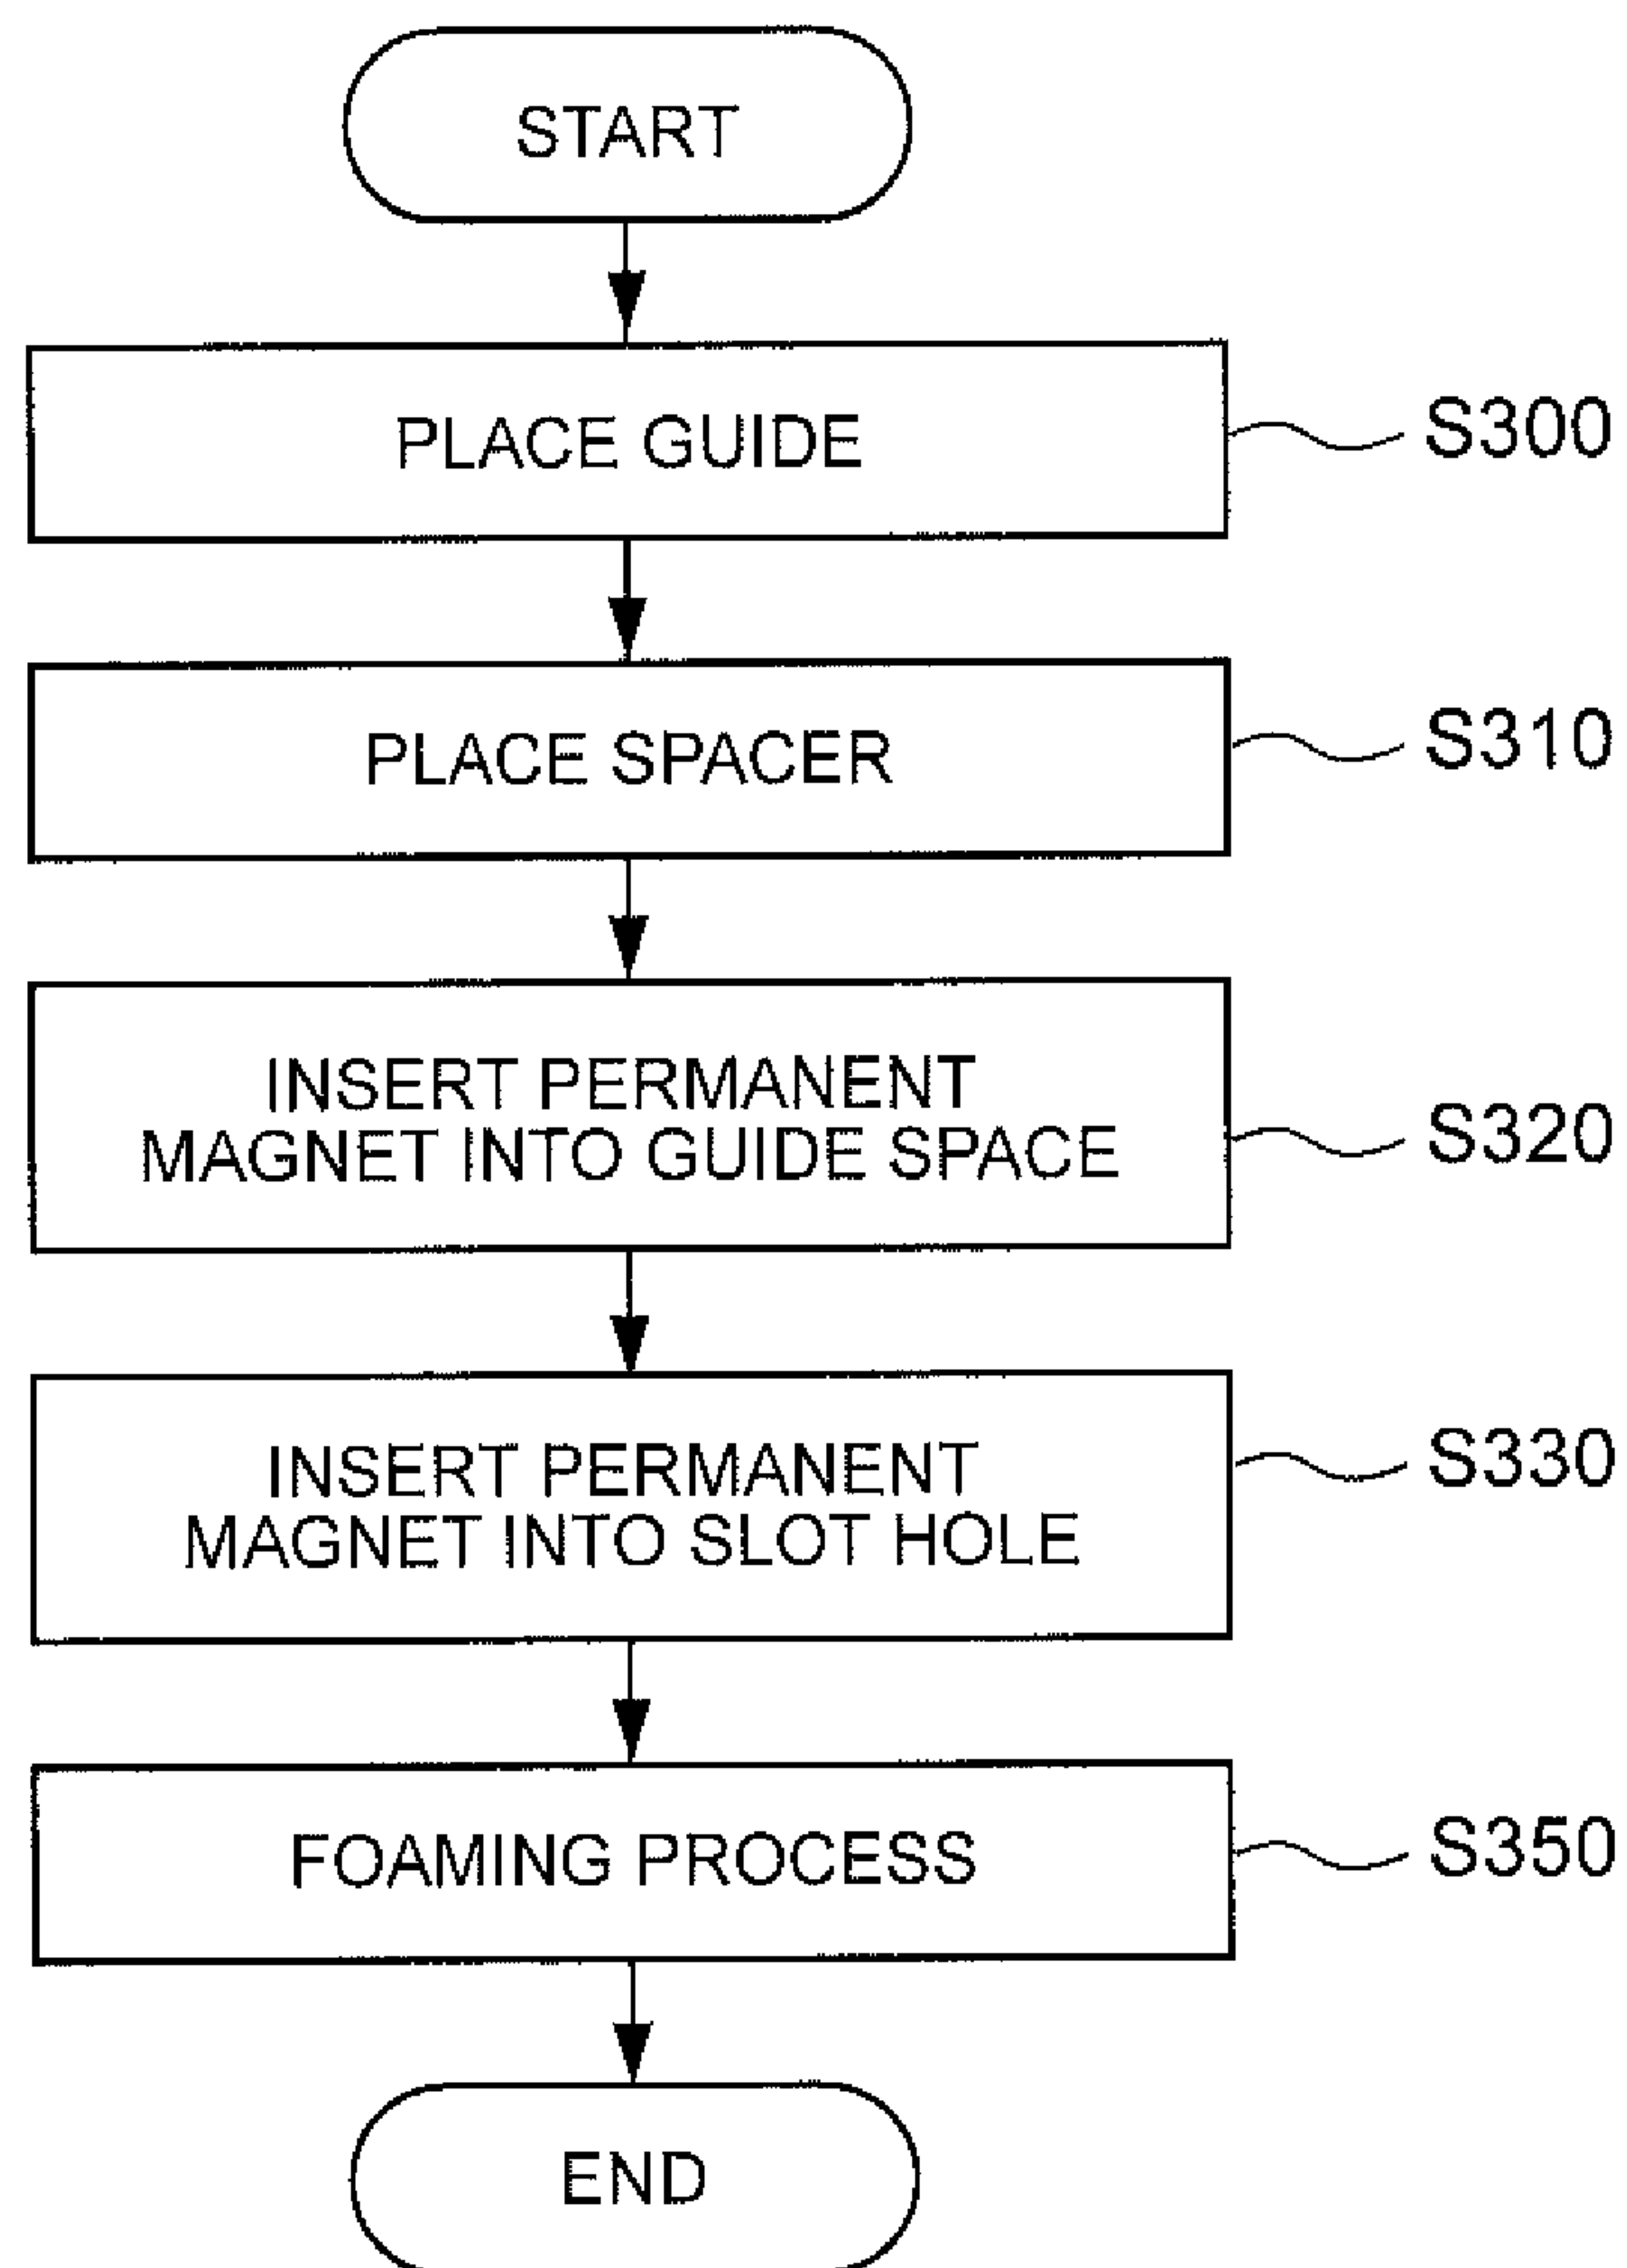 START
PLACE GUIDE
S300
PLACE SPACER
S310
INSERT PERMANENT
MAGNET INTO GUIDE SPACE
S320
INSERT PERMANENT
MAGNET INTO SLOT HOLE
S330
FOAMING PROCESS
S350
END